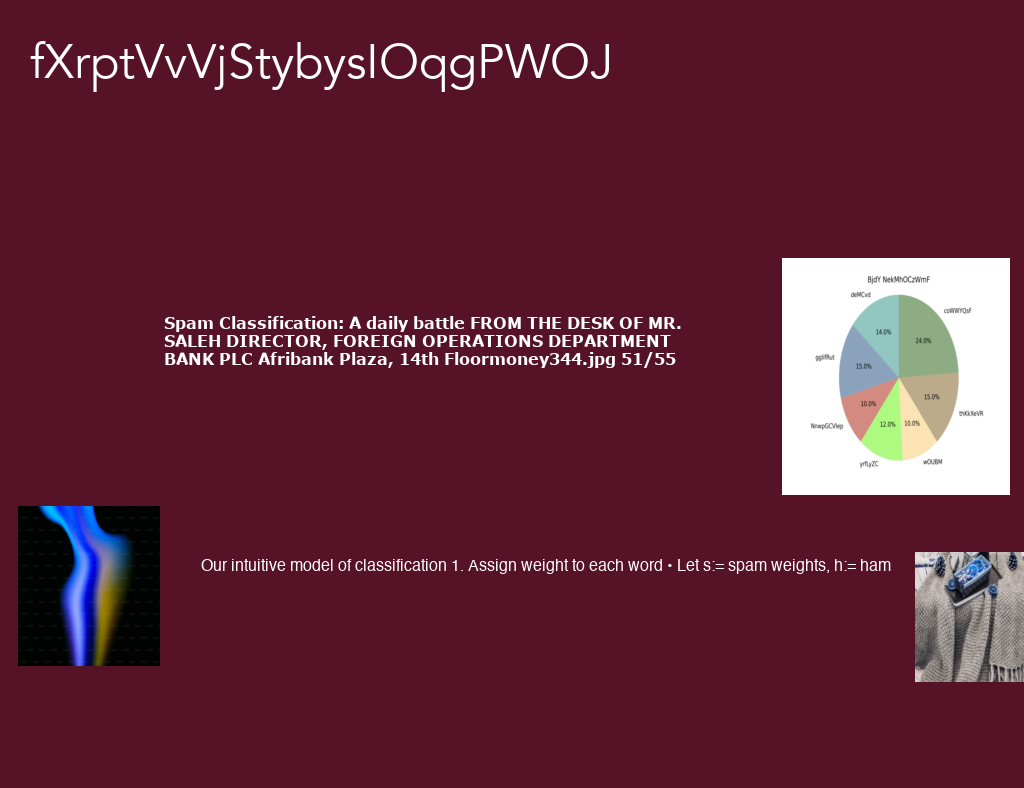 fXrptVvVjStybysIOqgPWOJ
Spam Classification: A daily battle FROM THE DESK OF MR.
SALEH DIRECTOR, FOREIGN OPERATIONS DEPARTMENT
BANK PLC Afribank Plaza, 14th Floormoney344.jpg 51/55
BjdY NekMhOCzWmF
deMCvd
coWWYQsF
14.0%
24.0%
ggIifRut
15.0%
15.0%
10.0%
thKkXeVR
NnwpGCVIep
12.0%
10.0%
yrfLyZC
wOUBM
Our intuitive model of classification 1. Assign weight to each word • Let s:= spam weights, h:= ham